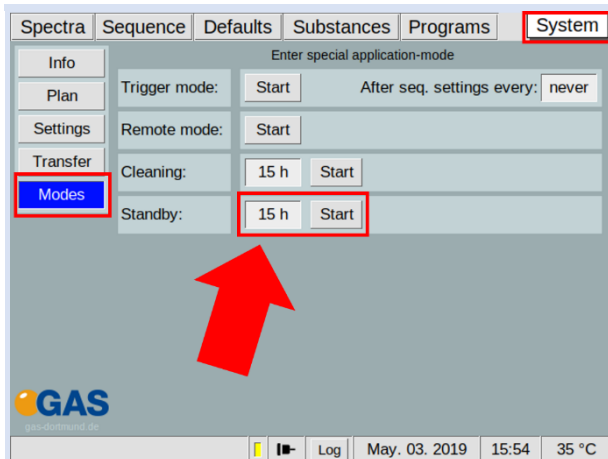 Spectra Sequence Defaults Substances Programs System
Enter special application-mode
Info
Plan
Settings
Transfer
Modes
Trigger mode: Start After seq. settings every: never
Remote mode: Start
Cleaning: 15 h Start
Standby: 15 h Start
GAS
gas-dortmund.de
Log May. 03. 2019 15:54 35 °C